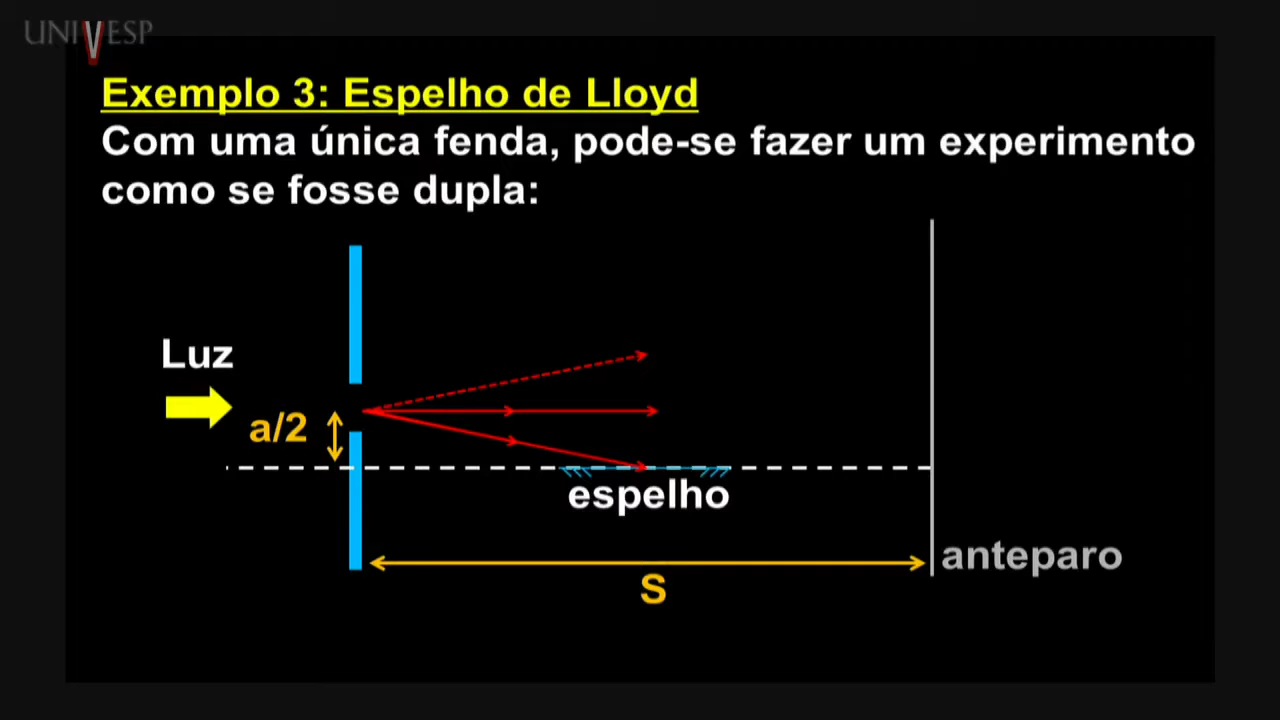 UNIVESP
Exemplo 3: Espelho de Lloyd
Com uma única fenda, pode-se fazer um experimento
como se fosse dupla:
Luz
a/2
espelho
anteparo
S